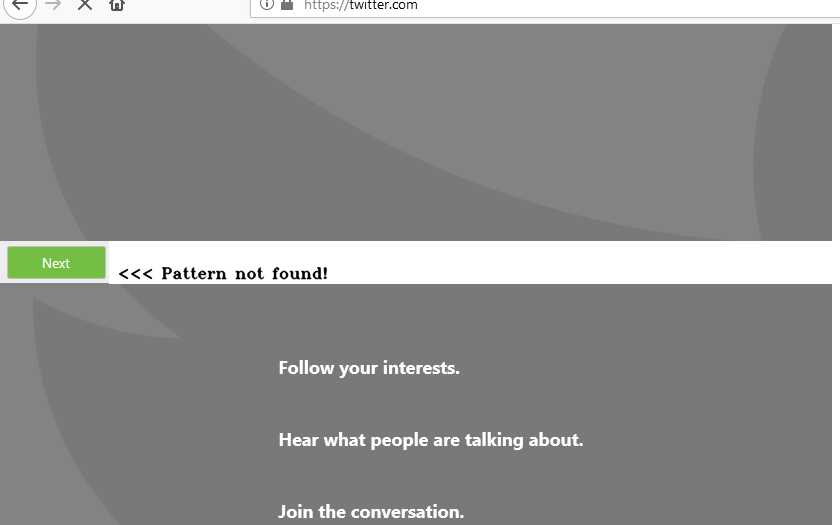 https://twitter.com
Next
<<< Pattern not found!
Follow your interests.
Hear what people are talking about.
Join the conversation.